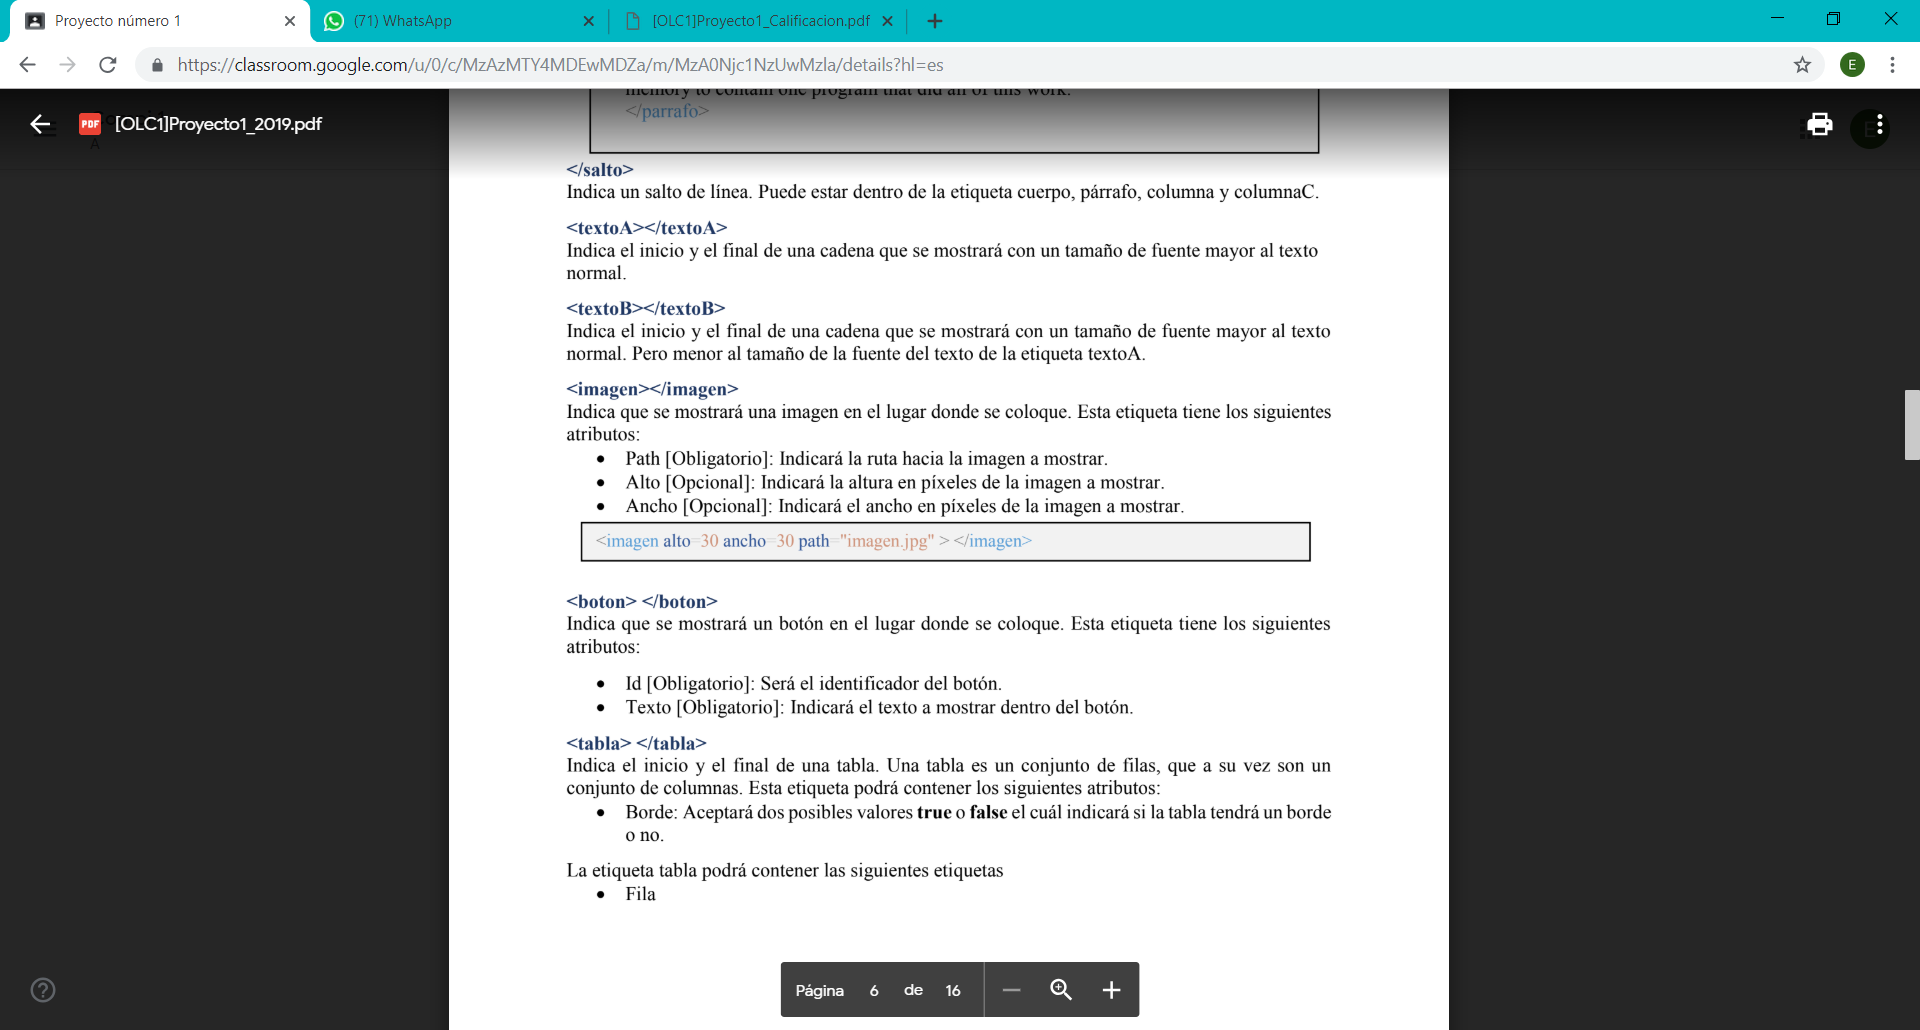 Proyecto número 1
(71) WhatsApp
[OLC1]Proyecto1_Calificacion.pdf
https://classroom.google.com/u/0/c/MzAzMTY4MDEwMDZa/m/MzA0Njc1NzUwMzla/details?hl=es
E
PDF
[OLC1]Proyecto1_2019.pdf
memory to contain one program that did all of this work.
</parrafo>
</salto>
Indica un salto de línea. Puede estar dentro de la etiqueta cuerpo, párrafo, columna y columnaC.
<textoA></textoA>
Indica el inicio y el final de una cadena que se mostrará con un tamaño de fuente mayor al texto
normal.
<textoB></textoB>
Indica el inicio y el final de una cadena que se mostrará con un tamaño de fuente mayor al texto
normal. Pero menor al tamaño de la fuente del texto de la etiqueta textoA.
<imagen></imagen>
Indica que se mostrará una imagen en el lugar donde se coloque. Esta etiqueta tiene los siguientes
atributos:
• Path [Obligatorio]: Indicará la ruta hacia la imagen a mostrar.
• Alto [Opcional]: Indicará la altura en píxeles de la imagen a mostrar.
• Ancho [Opcional]: Indicará el ancho en píxeles de la imagen a mostrar.
<imagen alto=30 ancho=30 path="imagen.jpg" > </imagen>
<boton> </boton>
Indica que se mostrará un botón en el lugar donde se coloque. Esta etiqueta tiene los siguientes
atributos:
• Id [Obligatorio]: Será el identificador del botón.
• Texto [Obligatorio]: Indicará el texto a mostrar dentro del botón.
<tabla> </tabla>
Indica el inicio y el final de una tabla. Una tabla es un conjunto de filas, que a su vez son un
conjunto de columnas. Esta etiqueta podrá contener los siguientes atributos:
• Borde: Aceptará dos posibles valores true o false el cuál indicará si la tabla tendrá un borde
o no.
La etiqueta tabla podrá contener las siguientes etiquetas
• Fila
Página 6 de 16